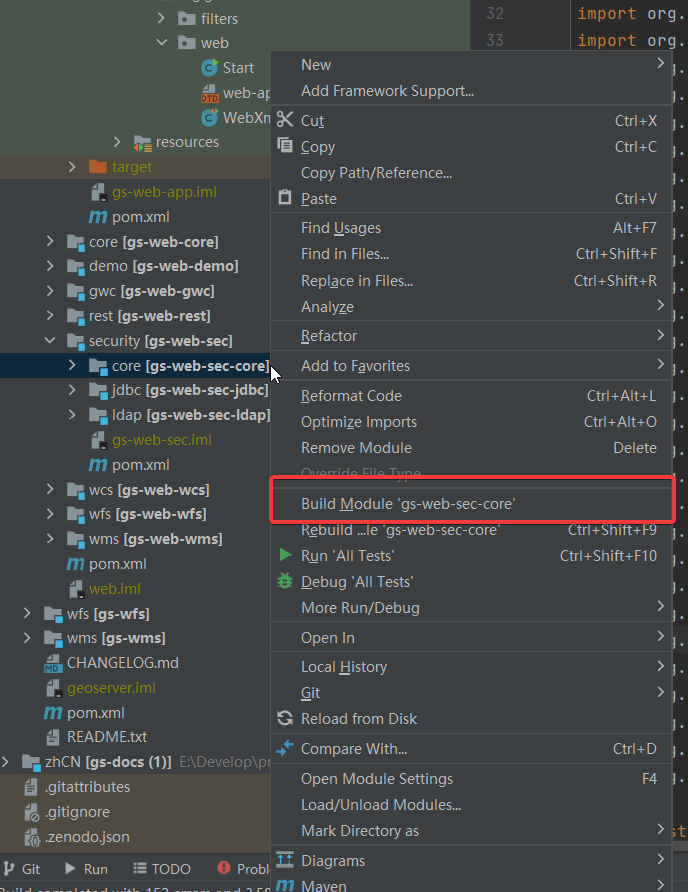 filters
web
Start
web-ap
WebXm
resources
target
gs-web-app.iml
pom.xml
core [gs-web-core]
demo [gs-web-demo]
gwc [gs-web-gwc]
rest [gs-web-rest]
security [gs-web-sec]
core [gs-web-sec-core]
jdbc [gs-web-sec-jdbc]
ldap [gs-web-sec-ldap]
gs-web-sec.iml
pom.xml
wcs [gs-web-wcs]
wfs [gs-web-wfs]
wms [gs-web-wms]
pom.xml
web.iml
wfs [gs-wfs]
wms [gs-wms]
CHANGELOG.md
geoserver.iml
pom.xml
README.txt
zhCN [gs-docs (1)] E:\Develop\pr
.gitattributes
.gitignore
.zenodo.json
Git Run TODO Probl
32 import org.
33 import org.
New
Add Framework Support...
Cut Ctrl+X
Copy Ctrl+C
Copy Path/Reference...
Paste Ctrl+V
Find Usages Alt+F7
Find in Files... Ctrl+Shift+F
Replace in Files... Ctrl+Shift+R
Analyze
Refactor
Add to Favorites
Reformat Code Ctrl+Alt+L
Optimize Imports Ctrl+Alt+O
Remove Module Delete
Override File Type
Build Module 'gs-web-sec-core'
Rebuild ...le 'gs-web-sec-core' Ctrl+Shift+F9
Run 'All Tests' Ctrl+Shift+F10
Debug 'All Tests'
More Run/Debug
Open In
Local History
Git
Reload from Disk
Compare With... Ctrl+D
Open Module Settings F4
Load/Unload Modules...
Mark Directory as
Diagrams
Maven